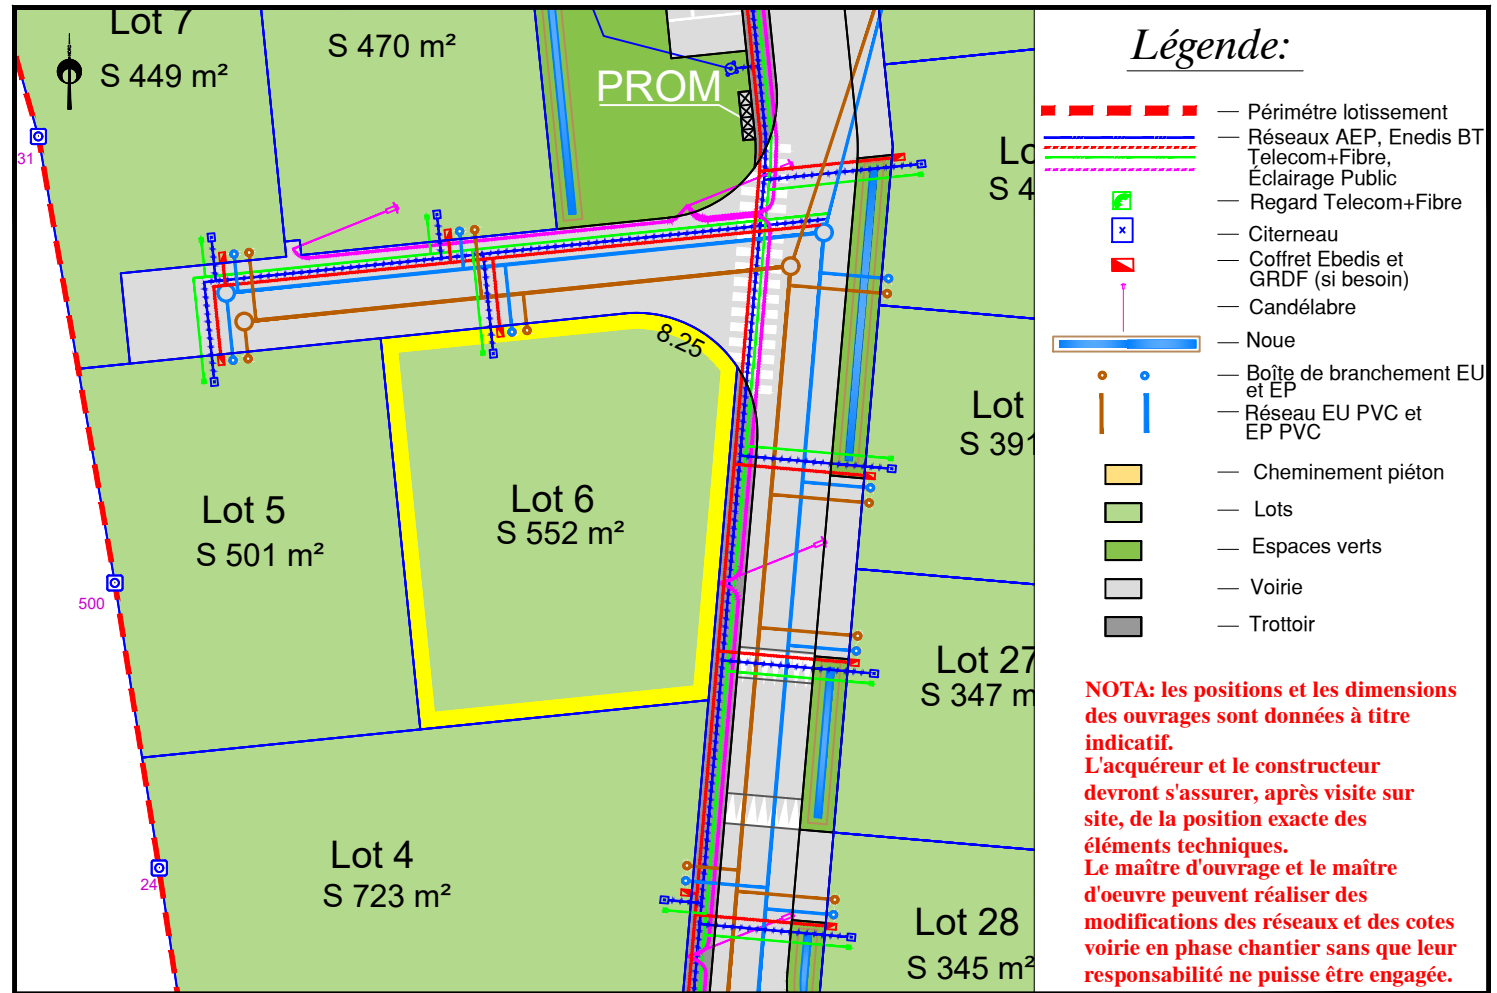 Lot 7
S 449 m²
S 470 m²
PROM
31
8.25
S 4
Lot
S 391
Lot 5
S 501 m²
Lot 6
S 552 m²
500
Lot 27
S 347 m
Lot 4
S 723 m²
24
Lot 28
S 345 m²
Légende:
Périmétre lotissement
Réseaux AEP, Enedis BT
Telecom+Fibre,
Éclairage Public
Regard Telecom+Fibre
Citerneau
Coffret Ebedis et
GRDF (si besoin)
Candélabre
Noue
Boîte de branchement EU
et EP
Réseau EU PVC et
EP PVC
Cheminement piéton
Lots
Espaces verts
Voirie
Trottoir
NOTA: les positions et les dimensions
des ouvrages sont données à titre
indicatif.
L'acquéreur et le constructeur
devront s'assurer, après visite sur
site, de la position exacte des
éléments techniques.
Le maître d'ouvrage et le maître
d'oeuvre peuvent réaliser des
modifications des réseaux et des cotes
voirie en phase chantier sans que leur
responsabilité ne puisse être engagée.